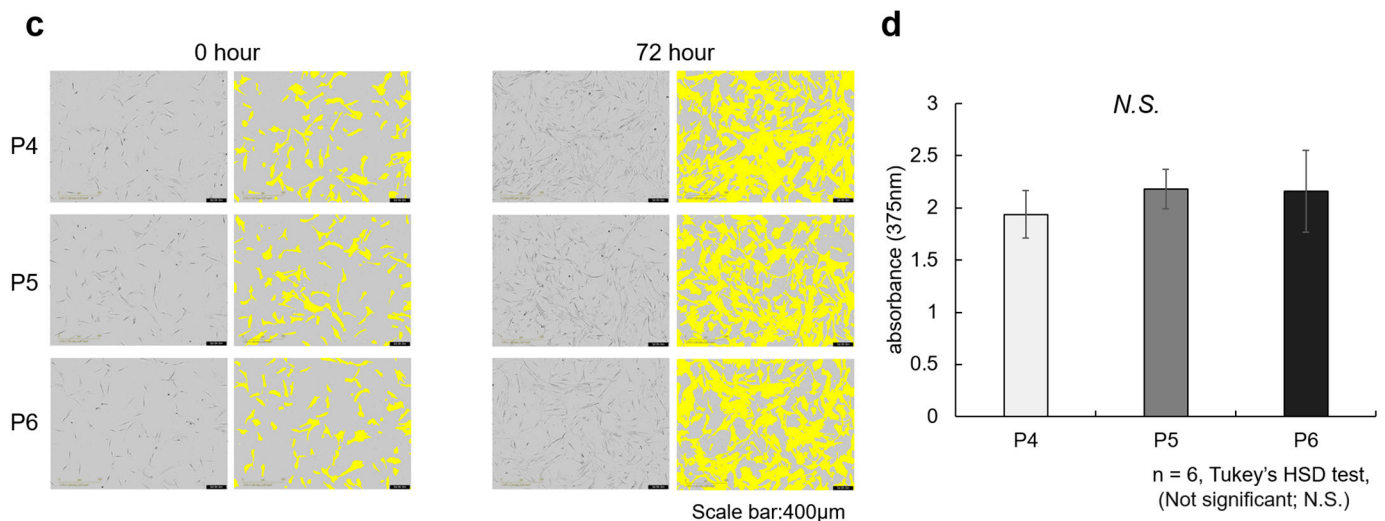 c
0 hour
72 hour
P4
P5
P6
Scale bar:400µm
d
N.S.
absorbance (375nm)
3
2.5
2
1.5
1
0.5
0
P4
P5
P6
n = 6, Tukey’s HSD test,
(Not significant; N.S.)